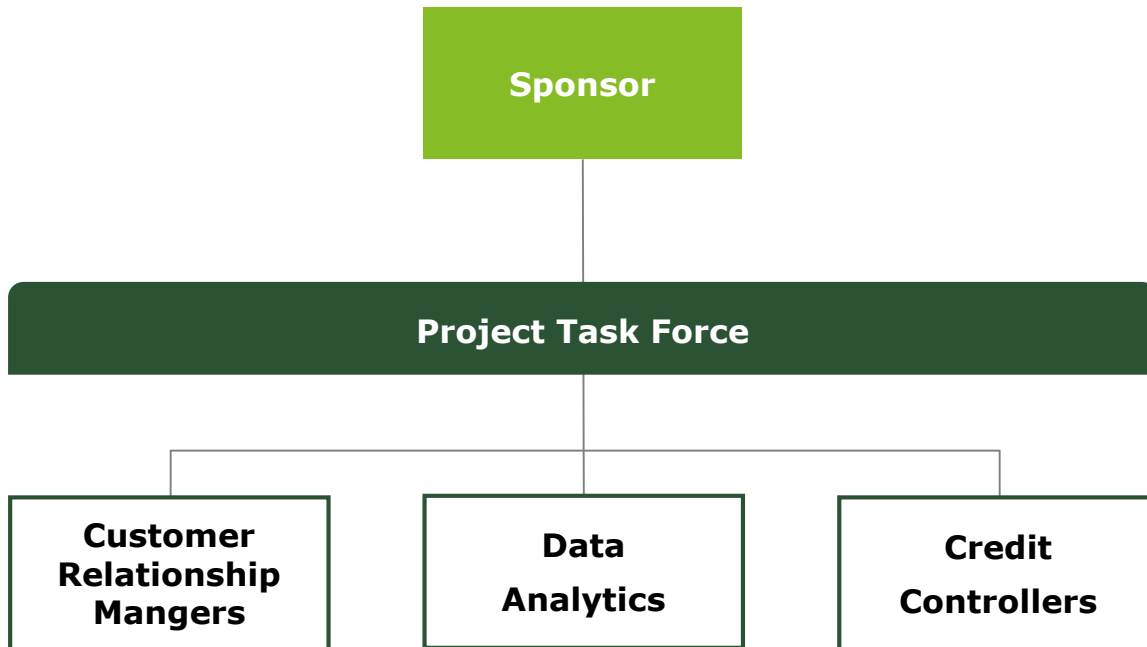 Sponsor
Project Task Force
Customer
Relationship
Mangers
Data
Analytics
Credit
Controllers